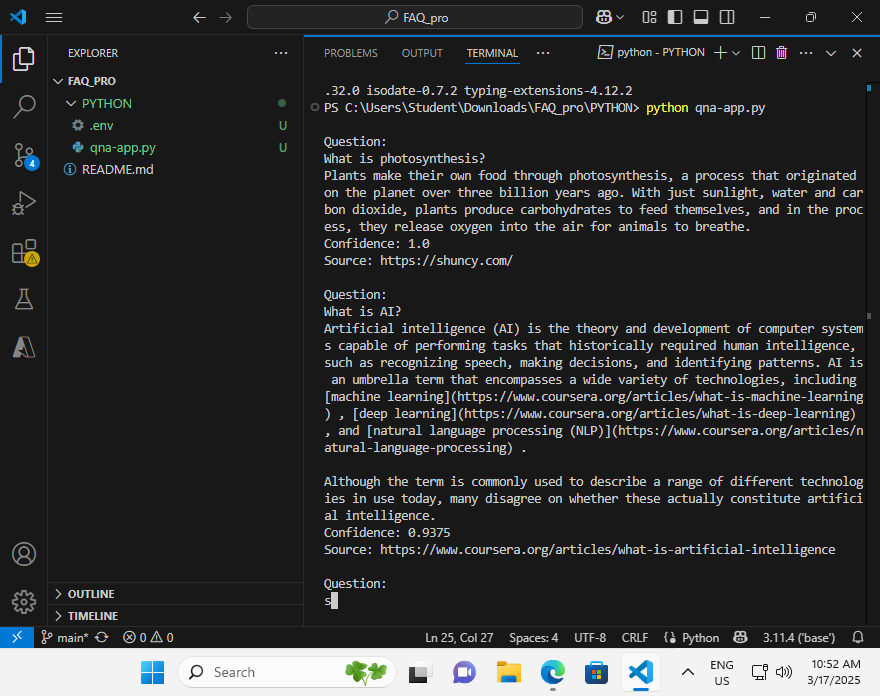 FAQ_pro
EXPLORER
FAQ_PRO
PYTHON
.env U
qna-app.py U
README.md
OUTLINE
TIMELINE
4
PROBLEMS OUTPUT TERMINAL python - PYTHON
.32.0 isodate-0.7.2 typing-extensions-4.12.2
PS C:\Users\Student\Downloads\FAQ_pro\PYTHON> python qna-app.py
Question:
What is photosynthesis?
Plants make their own food through photosynthesis, a process that originated
on the planet over three billion years ago. With just sunlight, water and car
bon dioxide, plants produce carbohydrates to feed themselves, and in the proc
ess, they release oxygen into the air for animals to breathe.
Confidence: 1.0
Source: https://shuncy.com/
Question:
What is AI?
Artificial intelligence (AI) is the theory and development of computer system
s capable of performing tasks that historically required human intelligence,
such as recognizing speech, making decisions, and identifying patterns. AI is
an umbrella term that encompasses a wide variety of technologies, including
[machine learning](https://www.coursera.org/articles/what-is-machine-learning
) , [deep learning](https://www.coursera.org/articles/what-is-deep-learning)
, and [natural language processing (NLP)](https://www.coursera.org/articles/n
atural-language-processing) .
Although the term is commonly used to describe a range of different technolog
ies in use today, many disagree on whether these actually constitute artifici
al intelligence.
Confidence: 0.9375
Source: https://www.coursera.org/articles/what-is-artificial-intelligence
Question:
s
main* 0 0 Ln 25, Col 27 Spaces: 4 UTF-8 CRLF Python 3.11.4 ('base')
Search
ENG
US
10:52 AM
3/17/2025